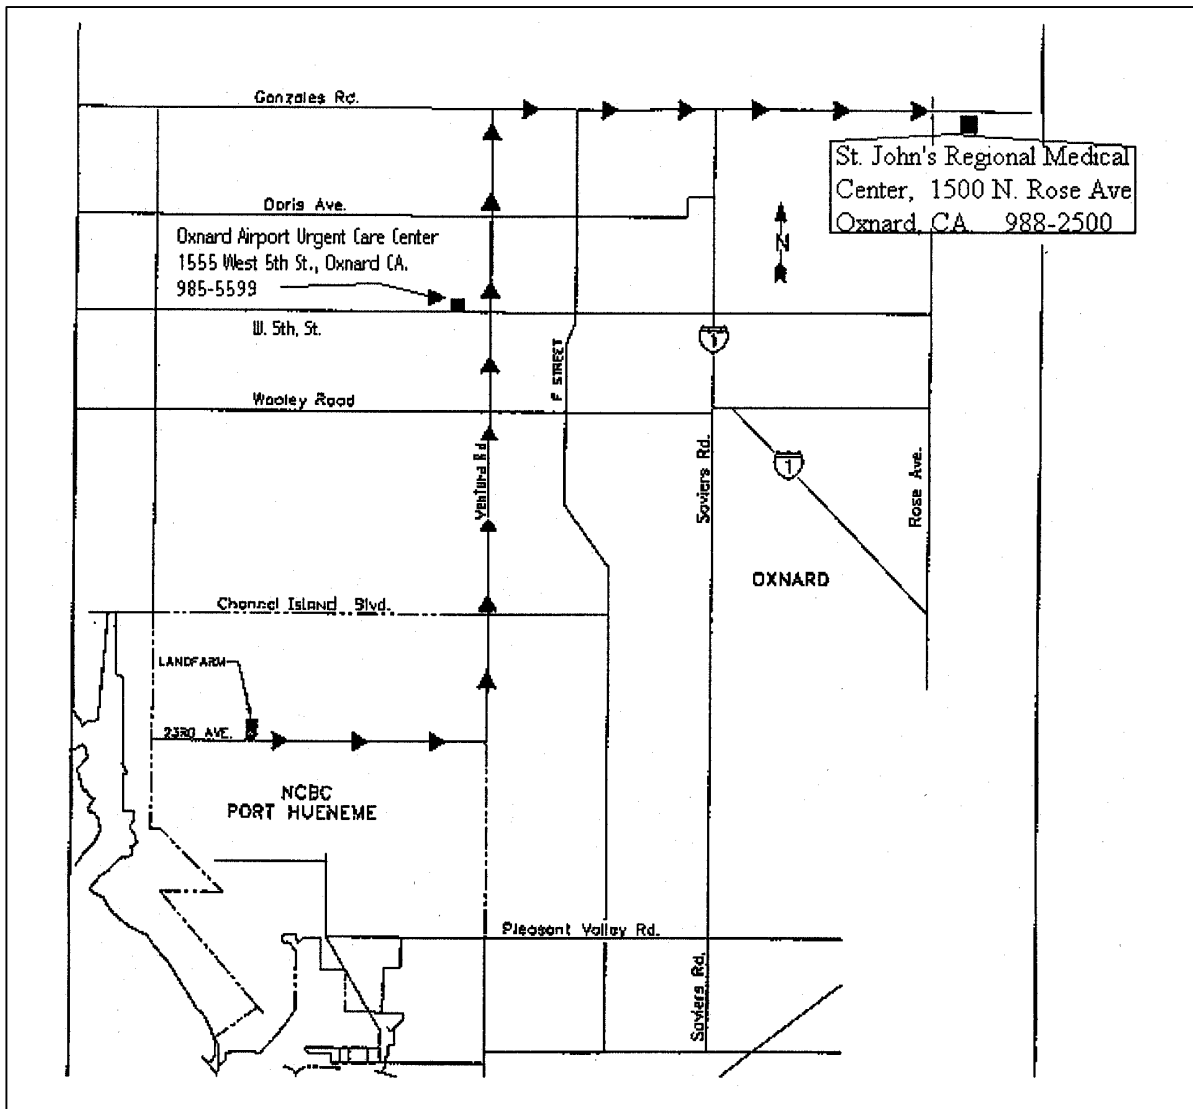 Gonzales Rd.
St. John's Regional Medical
Center, 1500 N. Rose Ave
Oxnard, CA. 988-2500
Doris Ave.
N
Oxnard Airport Urgent Care Center
1555 West 5th St., Oxnard CA.
985-5599
W. 5th, St.
1
F STREET
Wooley Road
Ventura Rd
Saviers Rd.
1
Rose Ave.
OXNARD
Channel Island Blvd.
LANDFARM
23RD AVE.
NCBC
PORT HUENEME
Pleasant Valley Rd.
Saviers Rd.